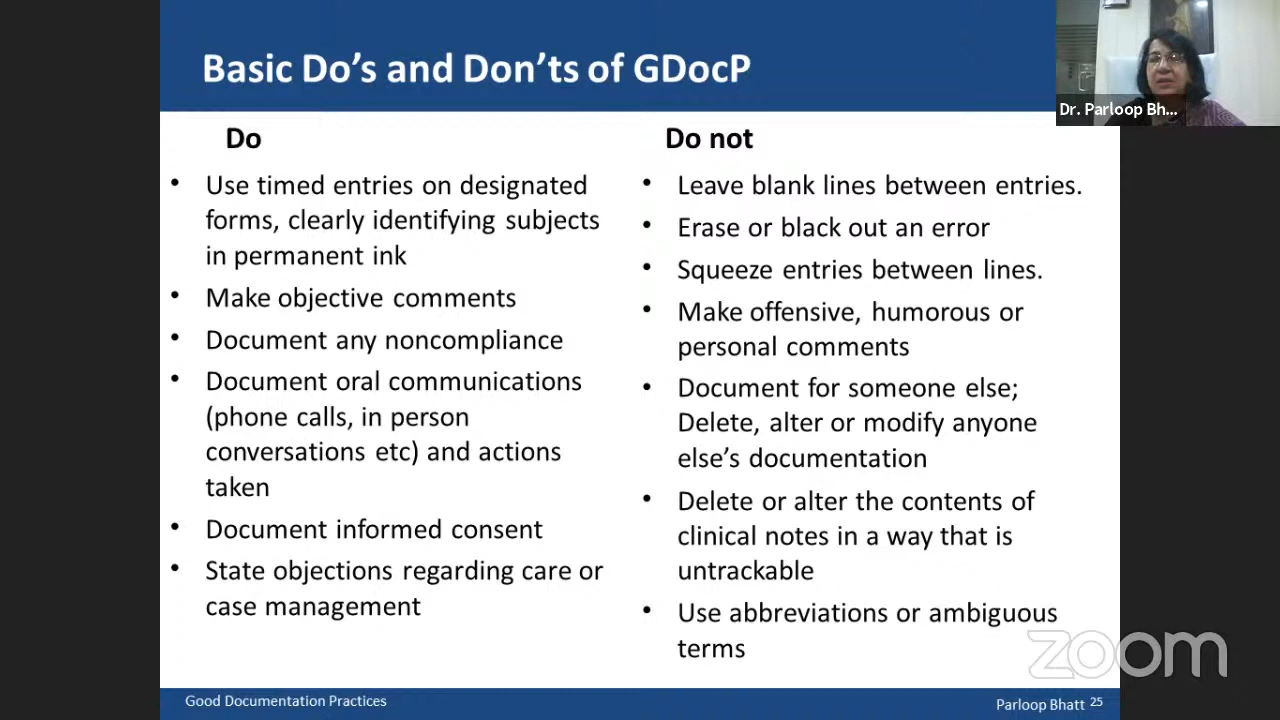 Basic Do's and Don'ts of GDocP
Dr. Parloop Bh...
Do
• Use timed entries on designated
forms, clearly identifying subjects
in permanent ink
• Make objective comments
• Document any noncompliance
• Document oral communications
(phone calls, in person
conversations etc) and actions
taken
• Document informed consent
• State objections regarding care or
case management
Do not
• Leave blank lines between entries.
• Erase or black out an error
• Squeeze entries between lines.
• Make offensive, humorous or
personal comments
• Document for someone else;
Delete, alter or modify anyone
else's documentation
• Delete or alter the contents of
clinical notes in a way that is
untrackable
• Use abbreviations or ambiguous
terms
zoom
Good Documentation Practices
Parloop Bhatt 25